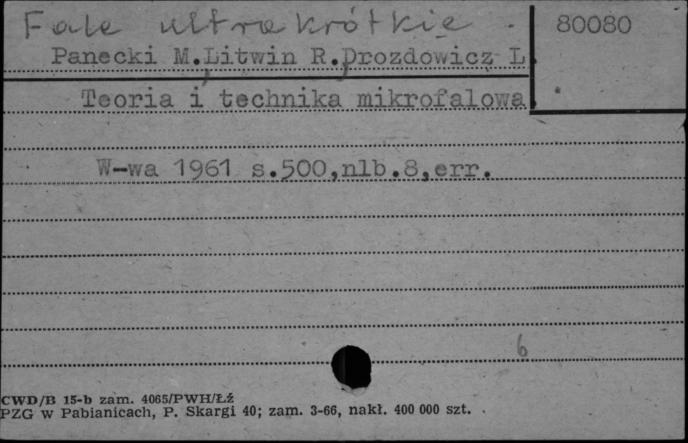 Fale ultrakrótkie.
80080
Panecki M.,Litwin R.,Drozdowicz L.
Teoria i technika mikrofalowa.
W-wa 1961 s.500,nlb.8,err.
6
CWD/B 15-b zam. 4065/PWH/Łź
PZG w Pabianicach, P. Skargi 40; zam. 3-66, nakł. 400 000 szt.